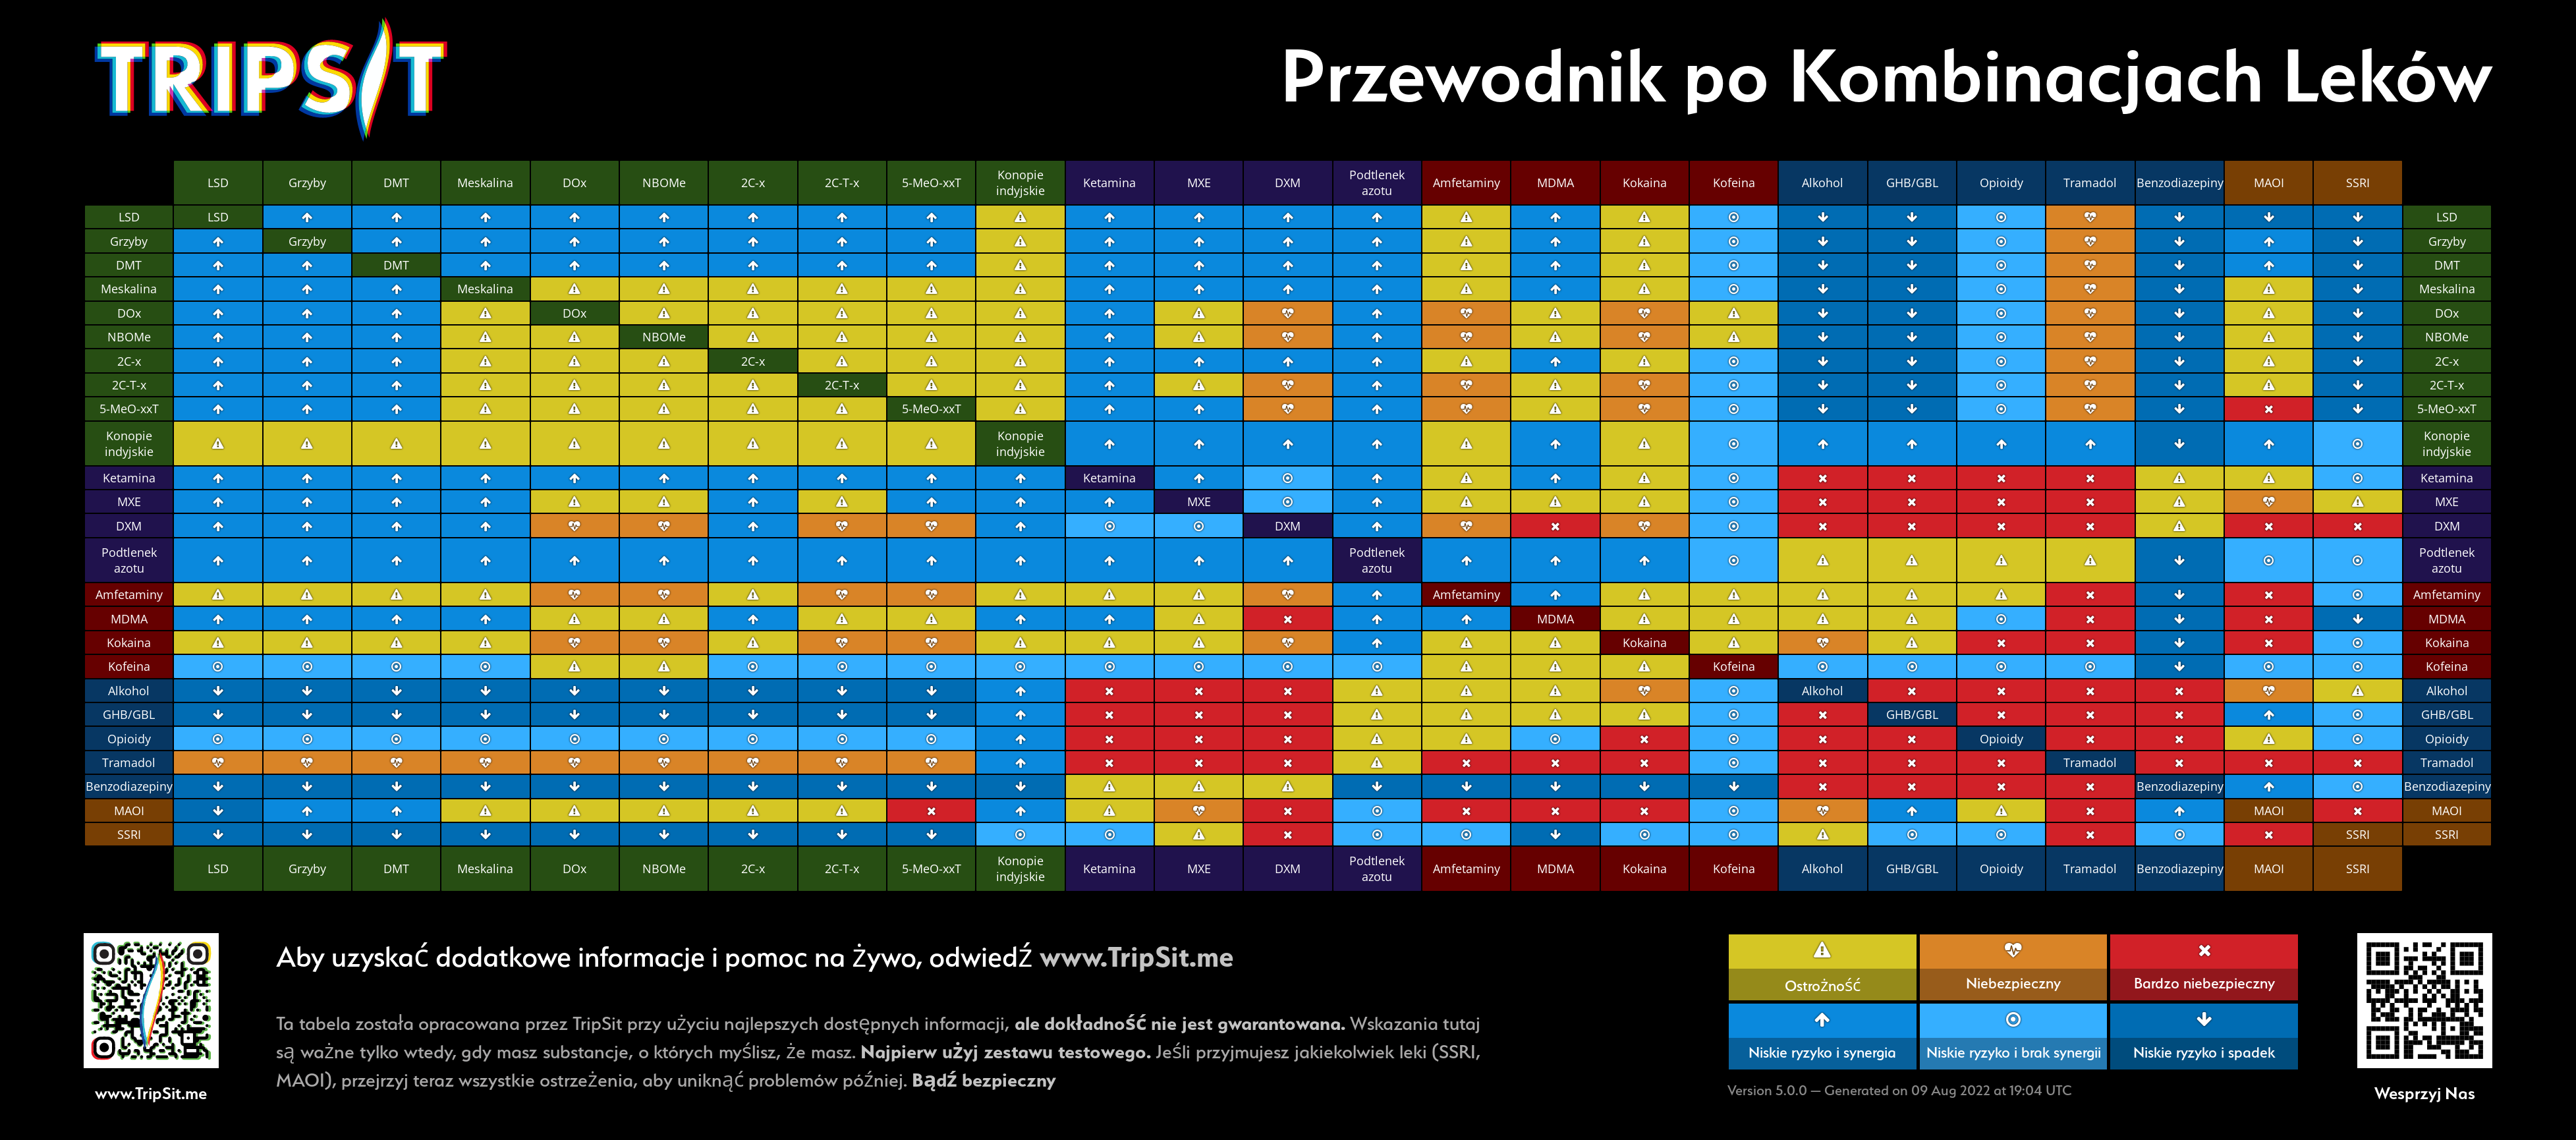 TRIPSIT
Przewodnik po Kombinacjach Leków
LSD Grzyby DMT Meskalina DOx NBOMe 2C-x 2C-T-x 5-MeO-xxT Konopie indyjskie Ketamina MXE DXM Podtlenek azotu Amfetaminy MDMA Kokaina Kofeina Alkohol GHB/GBL Opioidy Tramadol Benzodiazepiny MAOI SSRI
LSD LSD LSD
Grzyby Grzyby Grzyby
DMT DMT DMT
Meskalina Meskalina Meskalina
DOx DOx DOx
NBOMe NBOMe NBOMe
2C-x 2C-x 2C-x
2C-T-x 2C-T-x 2C-T-x
5-MeO-xxT 5-MeO-xxT 5-MeO-xxT
Konopie indyjskie Konopie indyjskie Konopie indyjskie
Ketamina Ketamina Ketamina
MXE MXE MXE
DXM DXM DXM
Podtlenek azotu Podtlenek azotu Podtlenek azotu
Amfetaminy Amfetaminy Amfetaminy
MDMA MDMA MDMA
Kokaina Kokaina Kokaina
Kofeina Kofeina Kofeina
Alkohol Alkohol Alkohol
GHB/GBL GHB/GBL GHB/GBL
Opioidy Opioidy Opioidy
Tramadol Tramadol Tramadol
Benzodiazepiny Benzodiazepiny Benzodiazepiny
MAOI MAOI MAOI
SSRI SSRI SSRI
LSD Grzyby DMT Meskalina DOx NBOMe 2C-x 2C-T-x 5-MeO-xxT Konopie indyjskie Ketamina MXE DXM Podtlenek azotu Amfetaminy MDMA Kokaina Kofeina Alkohol GHB/GBL Opioidy Tramadol Benzodiazepiny MAOI SSRI
www.TripSit.me
Aby uzyskać dodatkowe informacje i pomoc na żywo, odwiedź www.TripSit.me
Ta tabela została opracowana przez TripSit przy użyciu najlepszych dostępnych informacji, ale dokładność nie jest gwarantowana. Wskazania tutaj
są ważne tylko wtedy, gdy masz substancje, o których myślisz, że masz. Najpierw użyj zestawu testowego. Jeśli przyjmujesz jakiekolwiek leki (SSRI,
MAOI), przejrzyj teraz wszystkie ostrzeżenia, aby uniknąć problemów później. Bądź bezpieczny
Ostrożność Niebezpieczny Bardzo niebezpieczny
Niskie ryzyko i synergia Niskie ryzyko i brak synergii Niskie ryzyko i spadek
Version 5.0.0 — Generated on 09 Aug 2022 at 19:04 UTC
Wesprzyj Nas